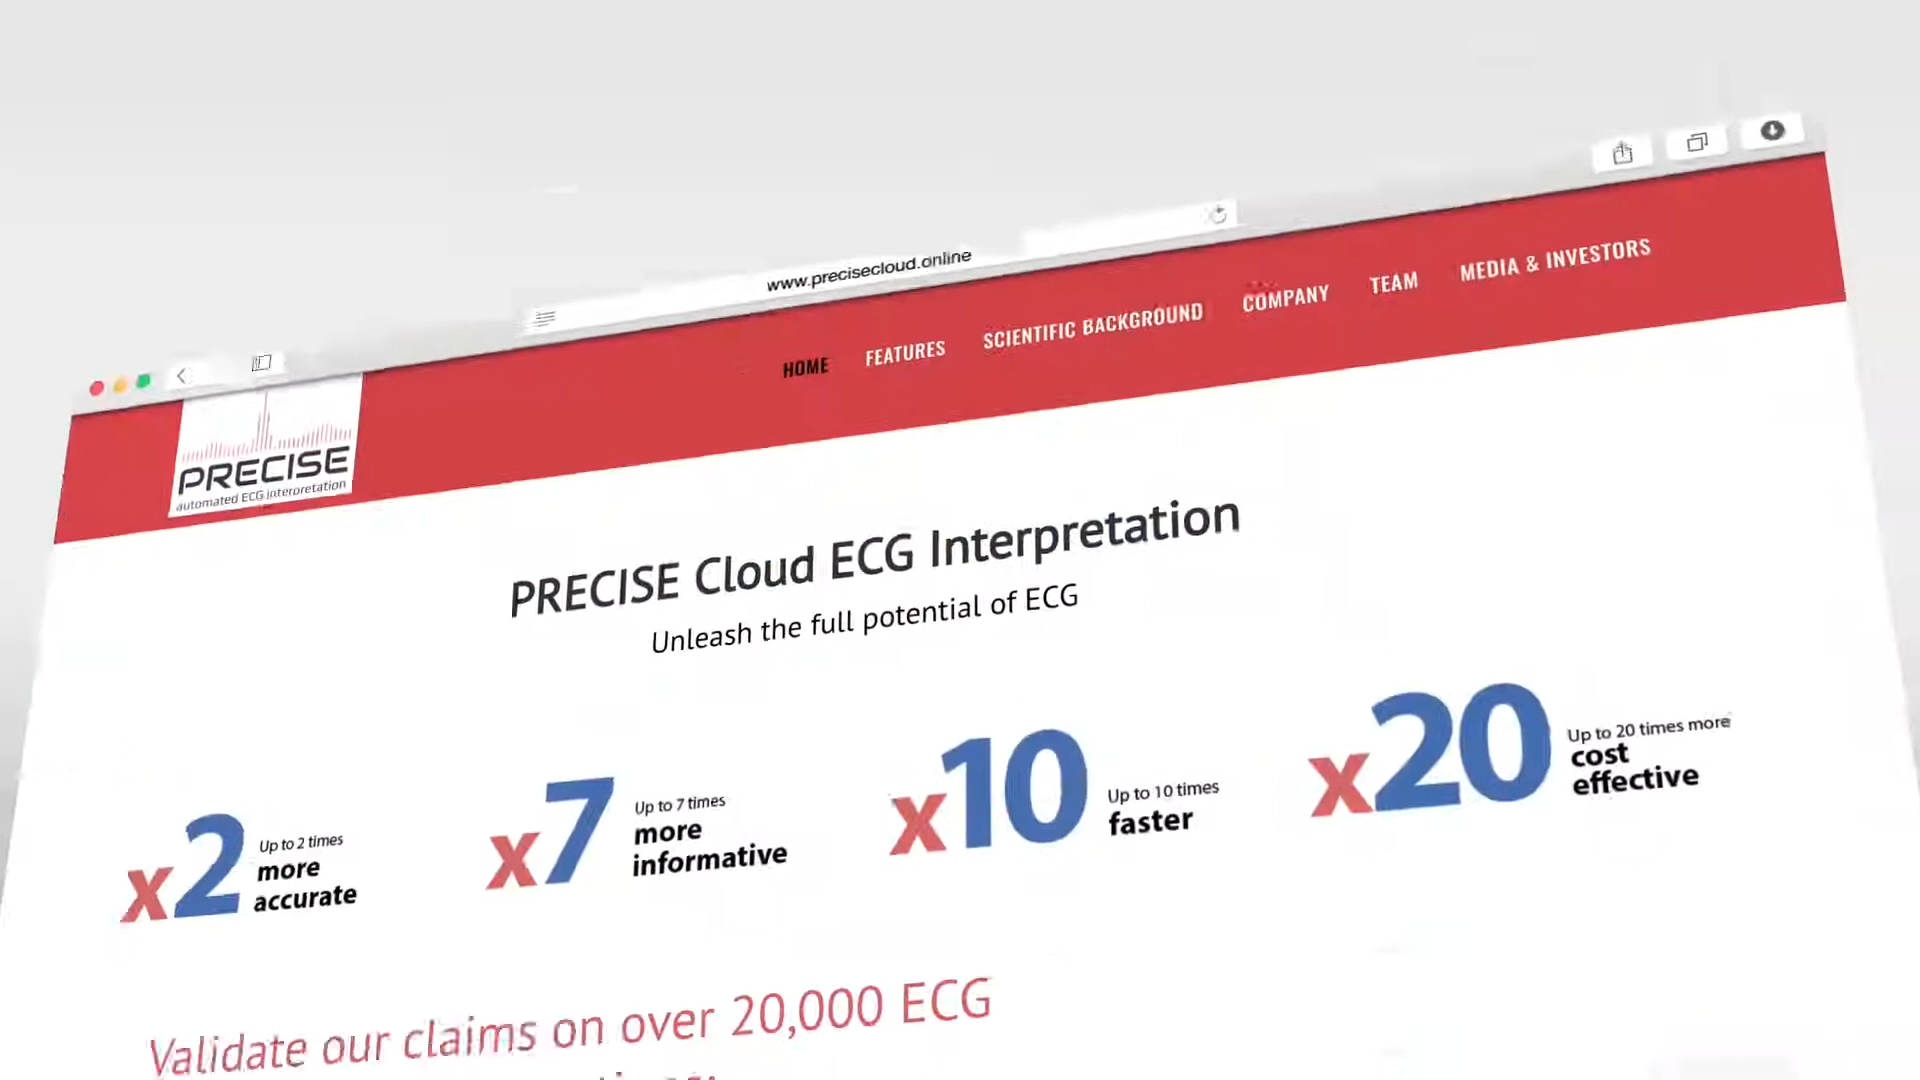 www.precisecloud.online
HOME FEATURES SCIENTIFIC BACKGROUND COMPANY TEAM MEDIA & INVESTORS
PRECISE
automated ECG interpretation
PRECISE Cloud ECG Interpretation
Unleash the full potential of ECG
x2 Up to 2 times
more
accurate
x7 Up to 7 times
more
informative
x10 Up to 10 times
faster
x20 Up to 20 times more
cost
effective
Validate our claims on over 20,000 ECG